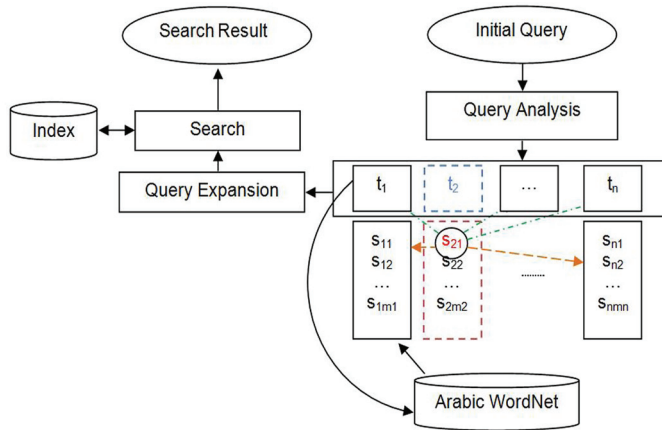 Search Result
Initial Query
Query Analysis
Index
Search
Query Expansion
t1
t2
...
tn
s11
s12
...
s1m1
s21
s22
...
s2m2
.........
sn1
sn2
...
snmn
Arabic WordNet